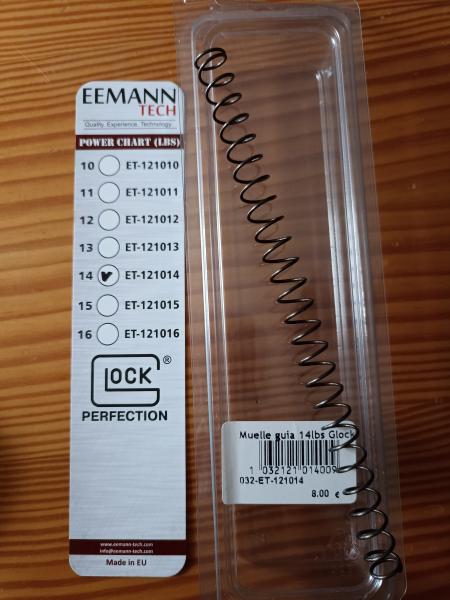 EEMANN
TECH
Quality. Experience. Technology.
POWER CHART (LBS)
10 ET-121010
11 ET-121011
12 ET-121012
13 ET-121013
14 ET-121014
15 ET-121015
16 ET-121016
GLOCK ®
PERFECTION
www.eemann-tech.com
info@eemann-tech.com
Made in EU
Muelle guia 14lbs Glock
1 032121 014009
032-ET-121014
8.00 €